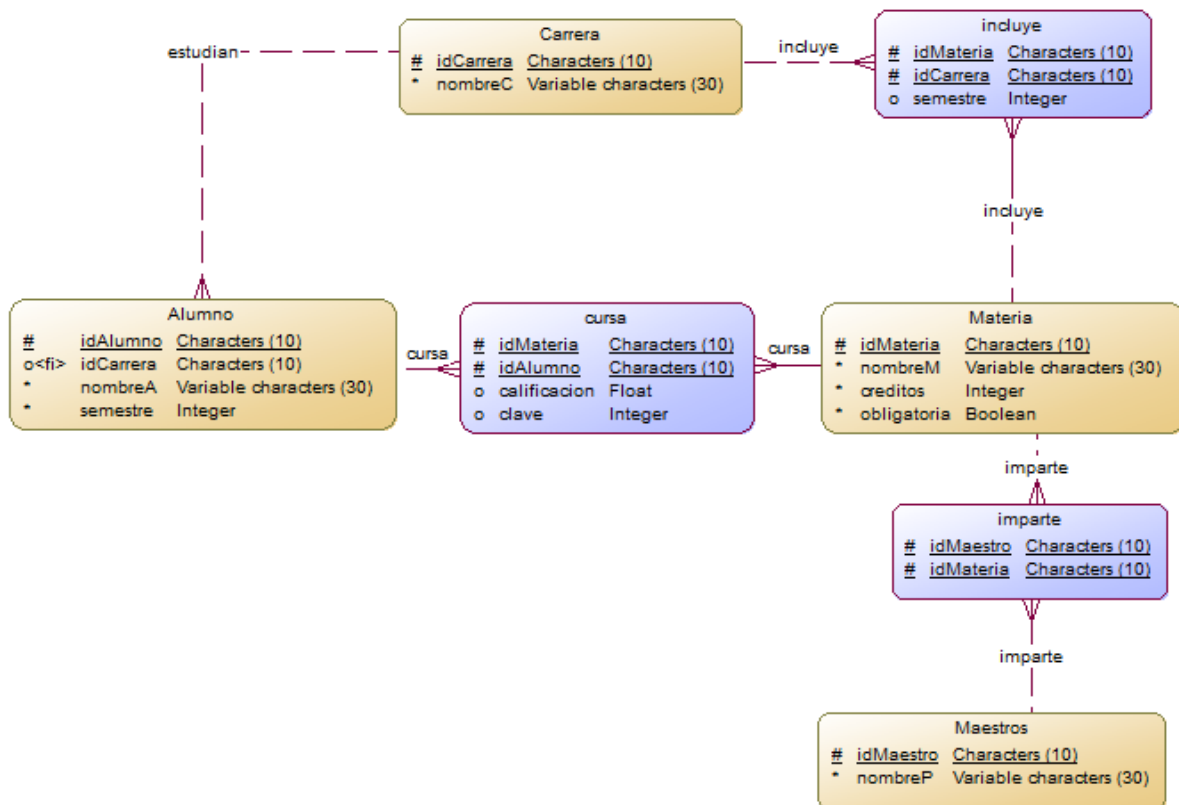 estudian
Carrera
# idCarrera Characters (10)
* nombreC Variable characters (30)
incluye
incluye
# idMateria Characters (10)
# idCarrera Characters (10)
o semestre Integer
incluye
Alumno
# idAlumno Characters (10)
o<fi> idCarrera Characters (10)
* nombreA Variable characters (30)
* semestre Integer
cursa
cursa
# idMateria Characters (10)
# idAlumno Characters (10)
o calificacion Float
o clave Integer
cursa
Materia
# idMateria Characters (10)
* nombreM Variable characters (30)
* creditos Integer
* obligatoria Boolean
imparte
imparte
# idMaestro Characters (10)
# idMateria Characters (10)
imparte
Maestros
# idMaestro Characters (10)
* nombreP Variable characters (30)